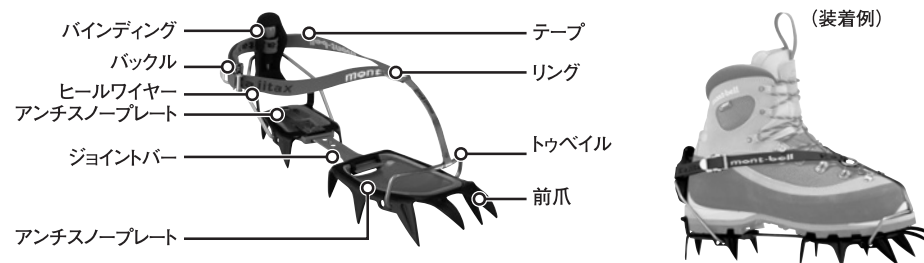 バインディング
バックル
ヒールワイヤー
アンチスノープレート
ジョイントバー
アンチスノープレート
テープ
リング
トゥベイル
前爪
mont
（装着例）
mont-bell
mont-bell